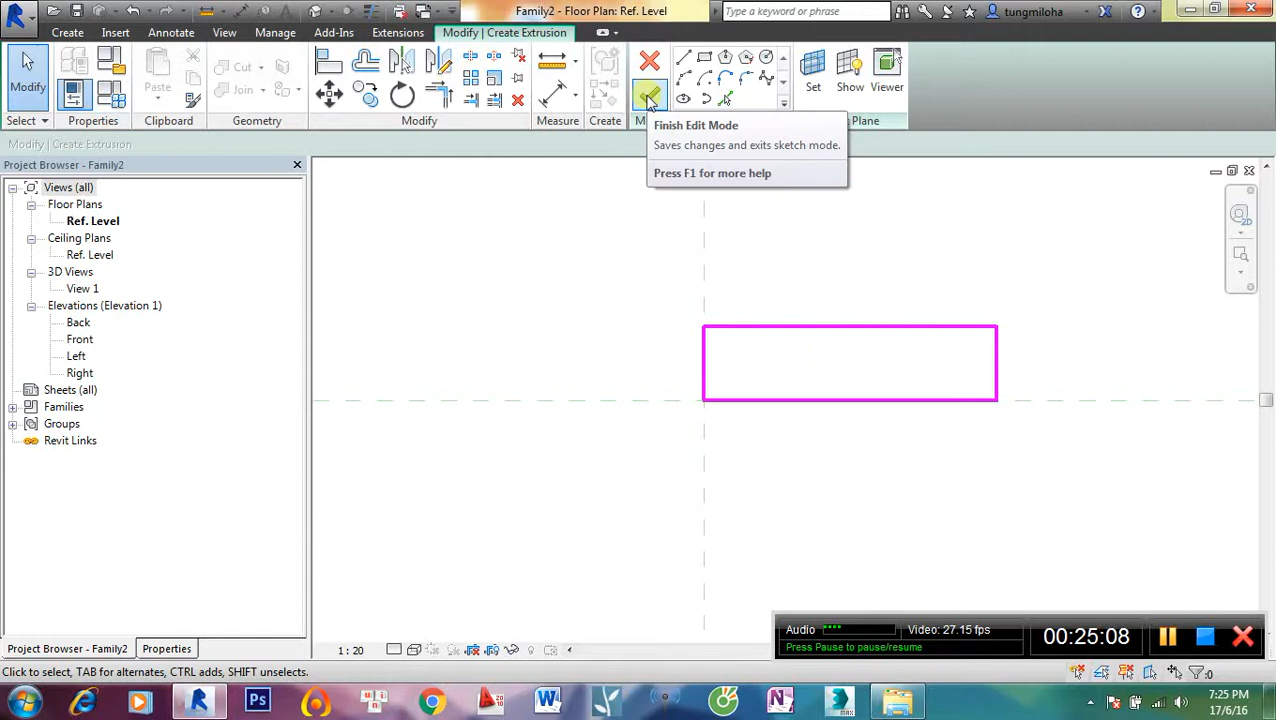 Family2 - Floor Plan: Ref. Level
Type a keyword or phrase
tungmiloha
Create
Insert
Annotate
View
Manage
Add-Ins
Extensions
Modify | Create Extrusion
Modify
Paste
Cut
Join
Set
Show
Viewer
Select
Properties
Clipboard
Geometry
Modify
Measure
Create
M
Plane
Finish Edit Mode
Saves changes and exits sketch mode.
Press F1 for more help
Modify | Create Extrusion
Project Browser - Family2
Views (all)
Floor Plans
Ref. Level
Ceiling Plans
Ref. Level
3D Views
View 1
Elevations (Elevation 1)
Back
Front
Left
Right
Sheets (all)
Families
Groups
Revit Links
2D
Audio
Video: 27.15 fps
Press Pause to pause/resume
00:25:08
Project Browser - Family2
Properties
1 : 20
Click to select, TAB for alternates, CTRL adds, SHIFT unselects.
:0
7:25 PM
17/6/16